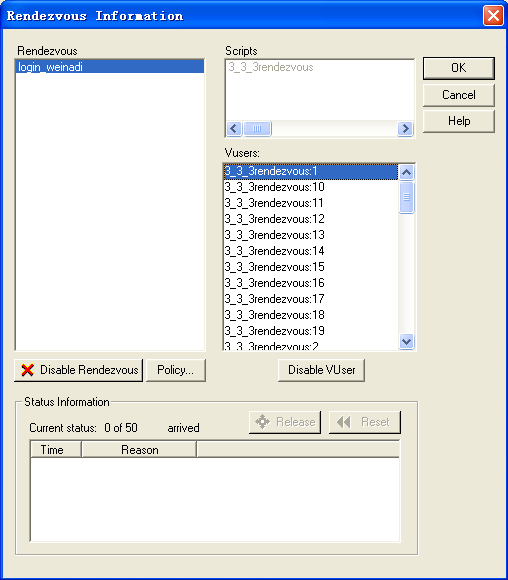 Rendezvous Information
Rendezvous
login_weinadi
Scripts
3_3_3rendezvous
OK
Cancel
Help
Vusers:
3_3_3rendezvous:1
3_3_3rendezvous:10
3_3_3rendezvous:11
3_3_3rendezvous:12
3_3_3rendezvous:13
3_3_3rendezvous:14
3_3_3rendezvous:15
3_3_3rendezvous:16
3_3_3rendezvous:17
3_3_3rendezvous:18
3_3_3rendezvous:19
3_3_3rendezvous:2
Disable Rendezvous
Policy...
Disable VUser
Status Information
Current status: 0 of 50 arrived
Release
Reset
Time Reason